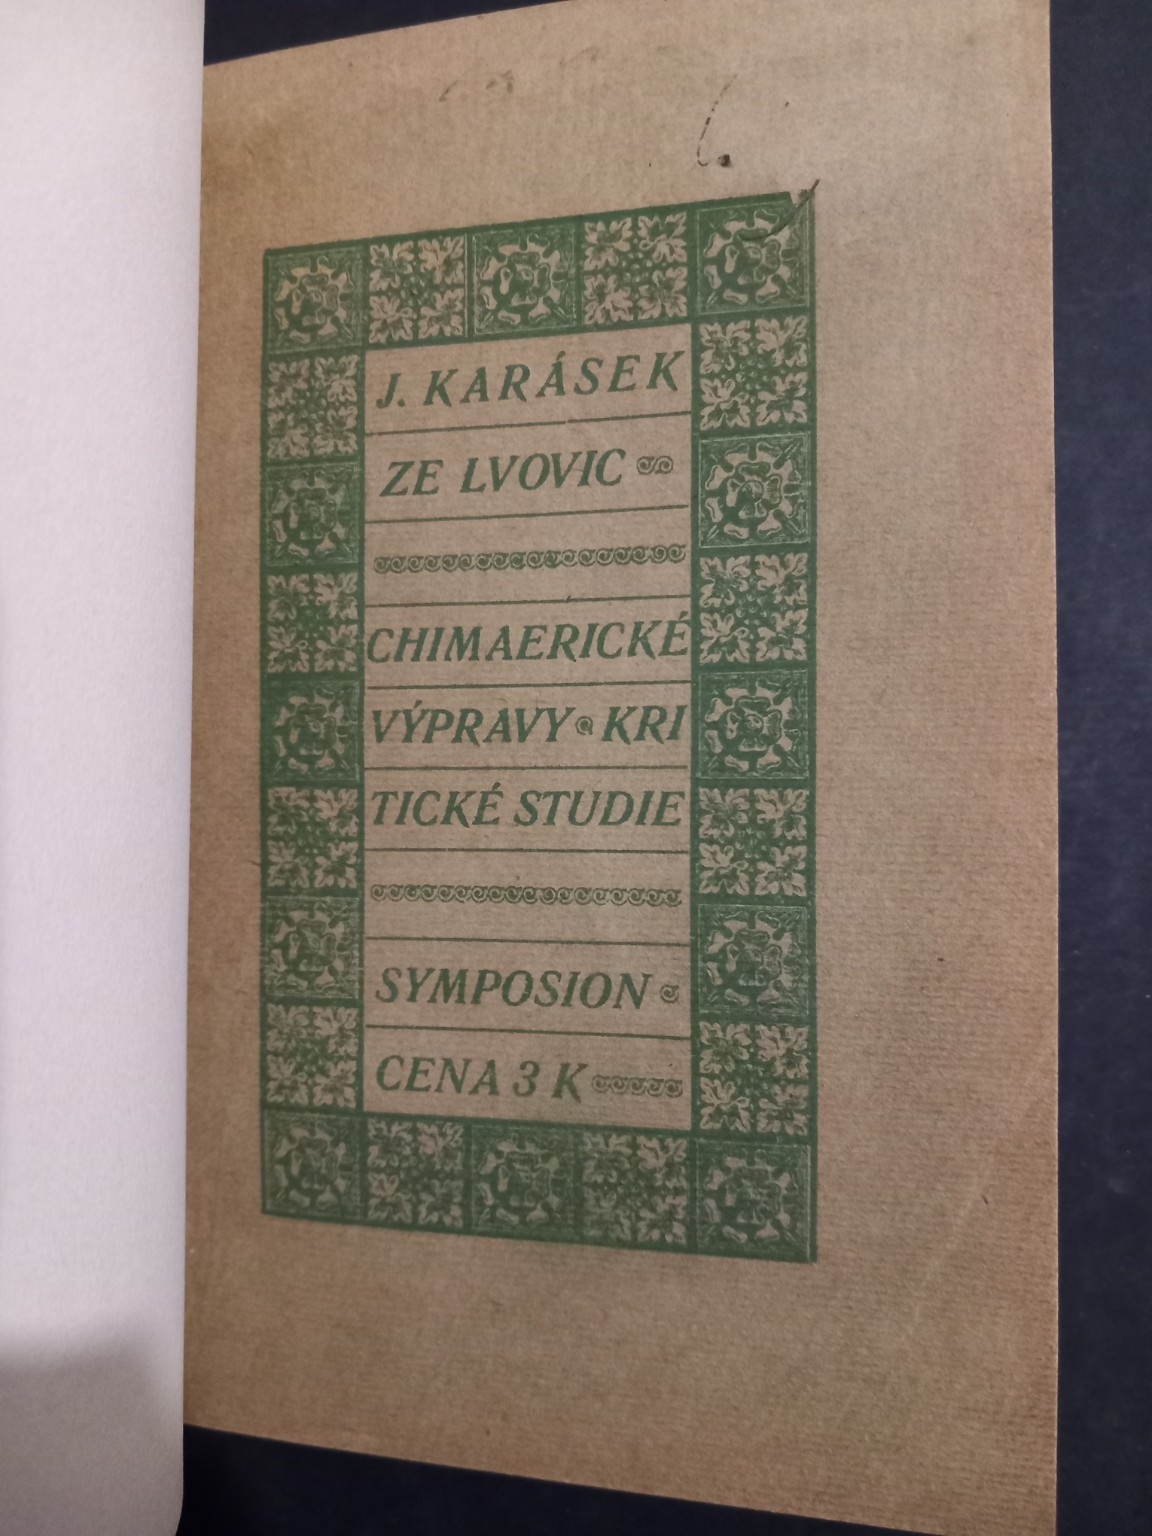 J. KARÁSEK
ZE LVOVIC
CHIMAERICKÉ
VÝPRAVY KRI
TICKÉ STUDIE
SYMPOSION
CENA 3 K